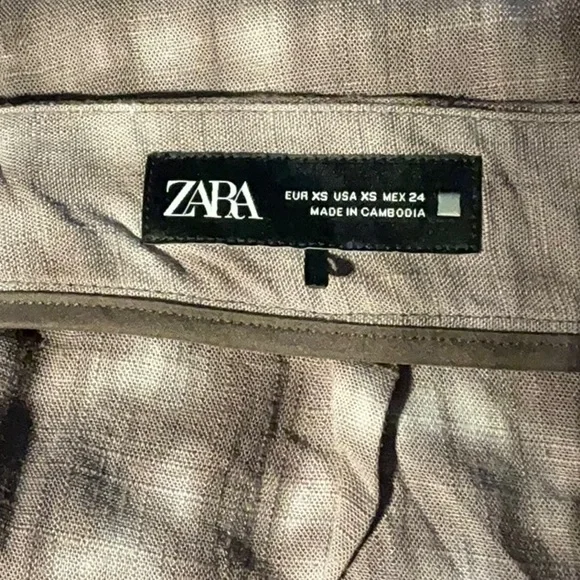 ZARA
EUR XS USA XS MEX 24
MADE IN CAMBODIA